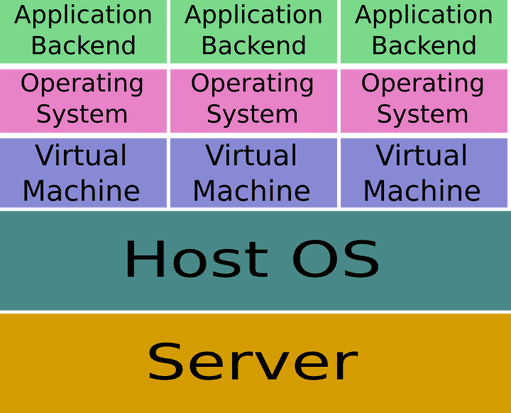 Application Application Application
Backend Backend Backend
Operating Operating Operating
System System System
Virtual Virtual Virtual
Machine Machine Machine
Host OS
Server